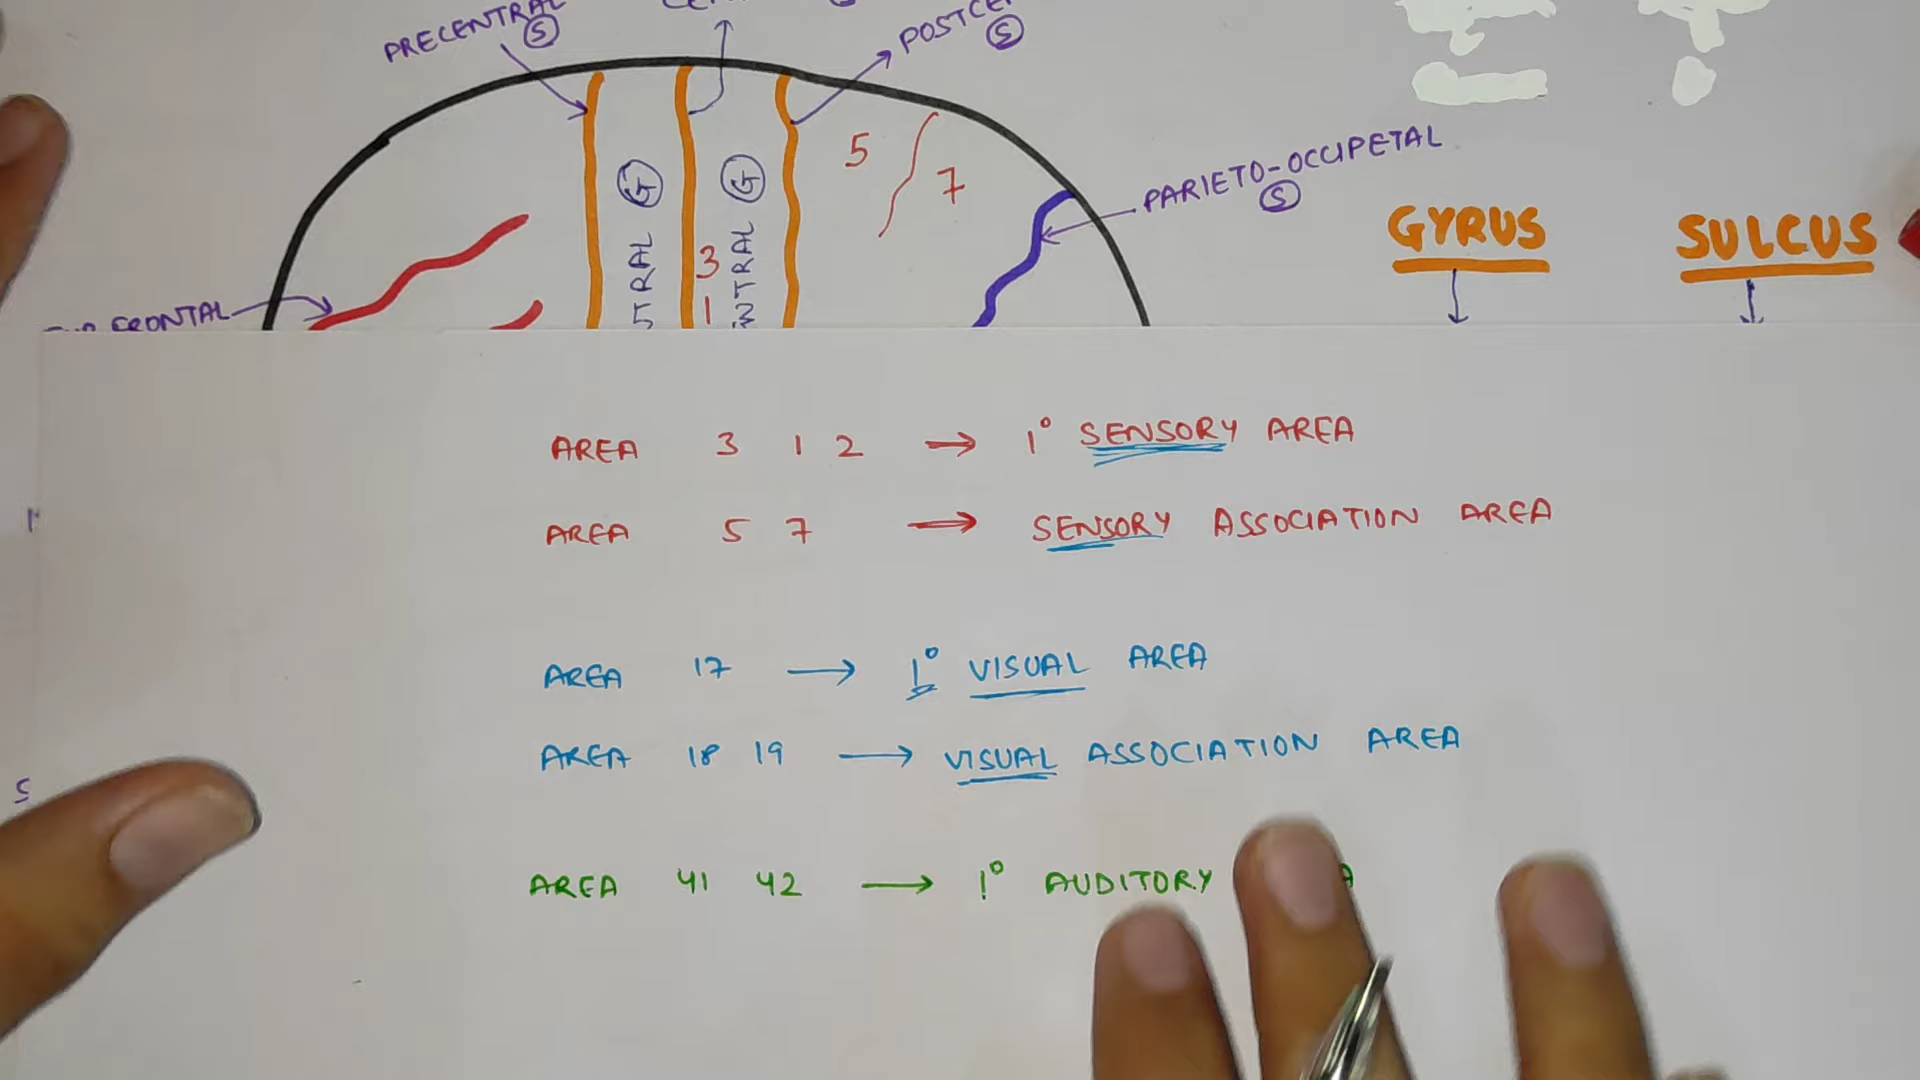 PRECENTRAL
S
S
PARIETO-OCCIPETAL
S
5
7
G
G
3
1
FRONTAL
GYRUS
SULCUS
AREA 3 1 2 → 1° SENSORY AREA
AREA 5 7 → SENSORY ASSOCIATION AREA
AREA 17 → 1° VISUAL AREA
AREA 18 19 → VISUAL ASSOCIATION AREA
AREA 41 42 → 1° AUDITORY